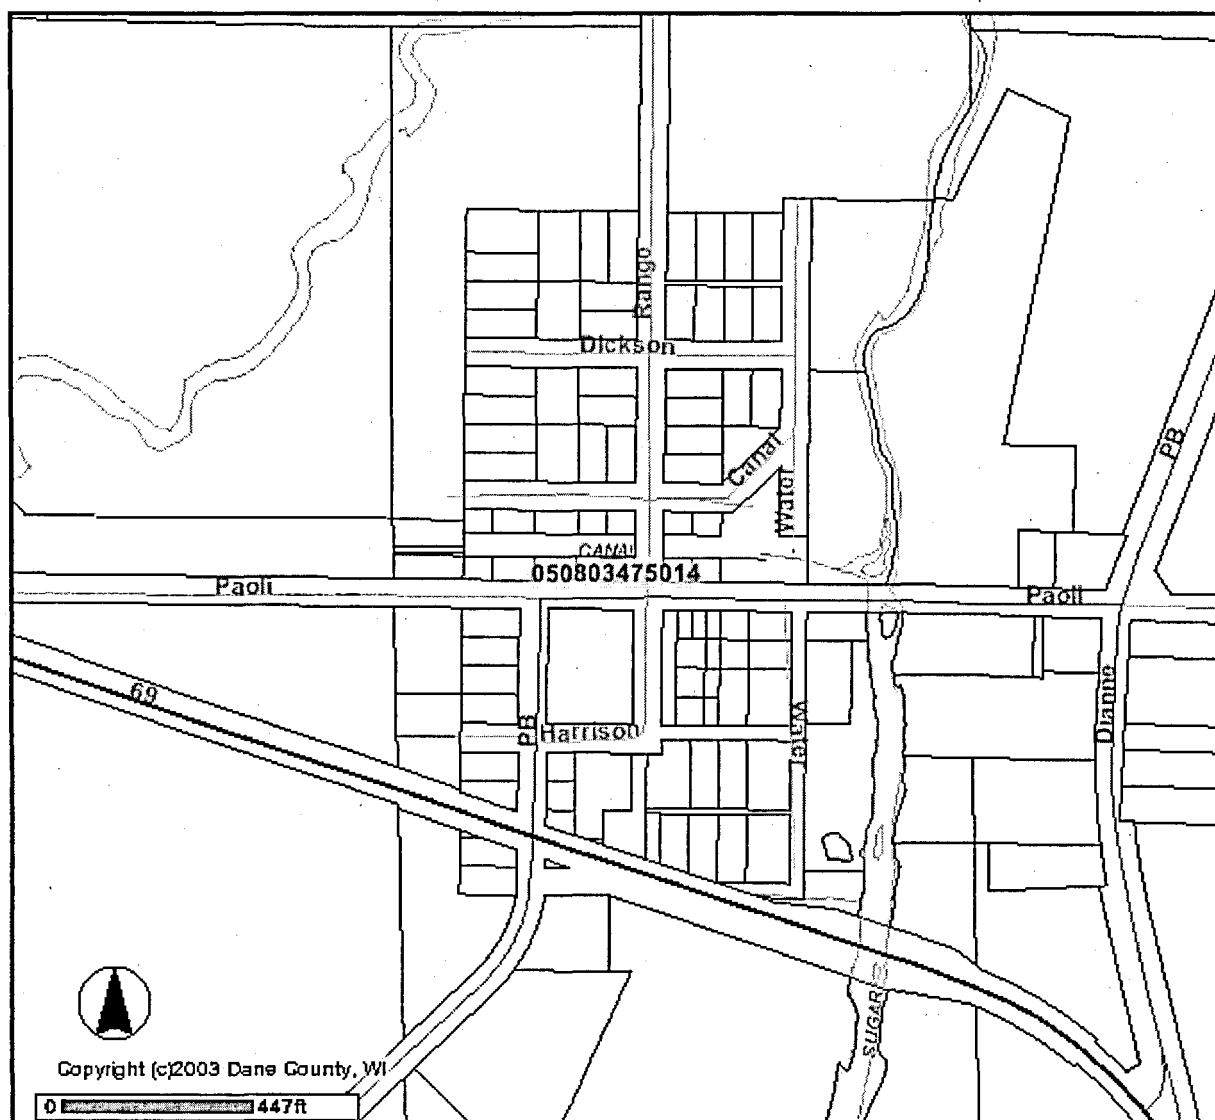 Range
Dickson
PB
Canal
Water
CANAL
050803475014
Paoli
Paoli
69
PB
Harrison
Water
Dianne
SUGAR
Copyright (c)2003 Dane County, WI
0 447ft